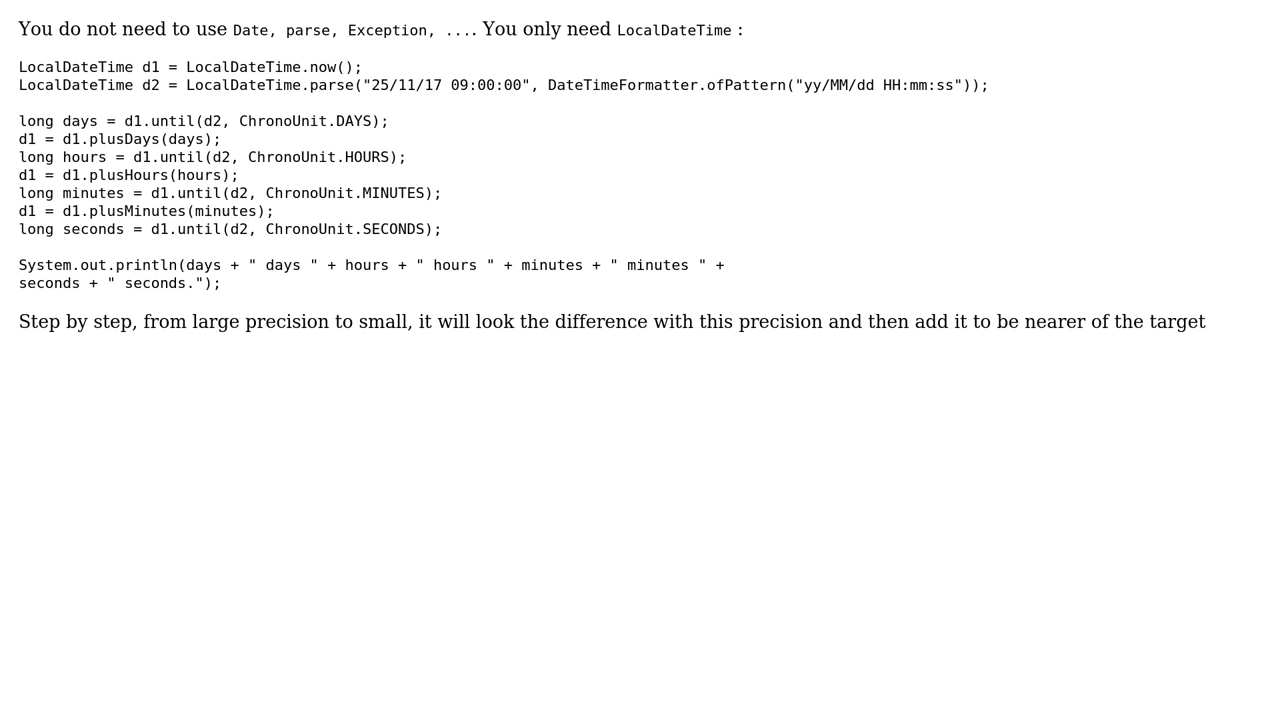 You do not need to use Date, parse, Exception, .... You only need LocalDateTime :
LocalDateTime d1 = LocalDateTime.now();
LocalDateTime d2 = LocalDateTime.parse("25/11/17 09:00:00", DateTimeFormatter.ofPattern("yy/MM/dd HH:mm:ss"));
long days = d1.until(d2, ChronoUnit.DAYS);
d1 = d1.plusDays(days);
long hours = d1.until(d2, ChronoUnit.HOURS);
d1 = d1.plusHours(hours);
long minutes = d1.until(d2, ChronoUnit.MINUTES);
d1 = d1.plusMinutes(minutes);
long seconds = d1.until(d2, ChronoUnit.SECONDS);
System.out.println(days + " days " + hours + " hours " + minutes + " minutes " +
seconds + " seconds.");
Step by step, from large precision to small, it will look the difference with this precision and then add it to be nearer of the target